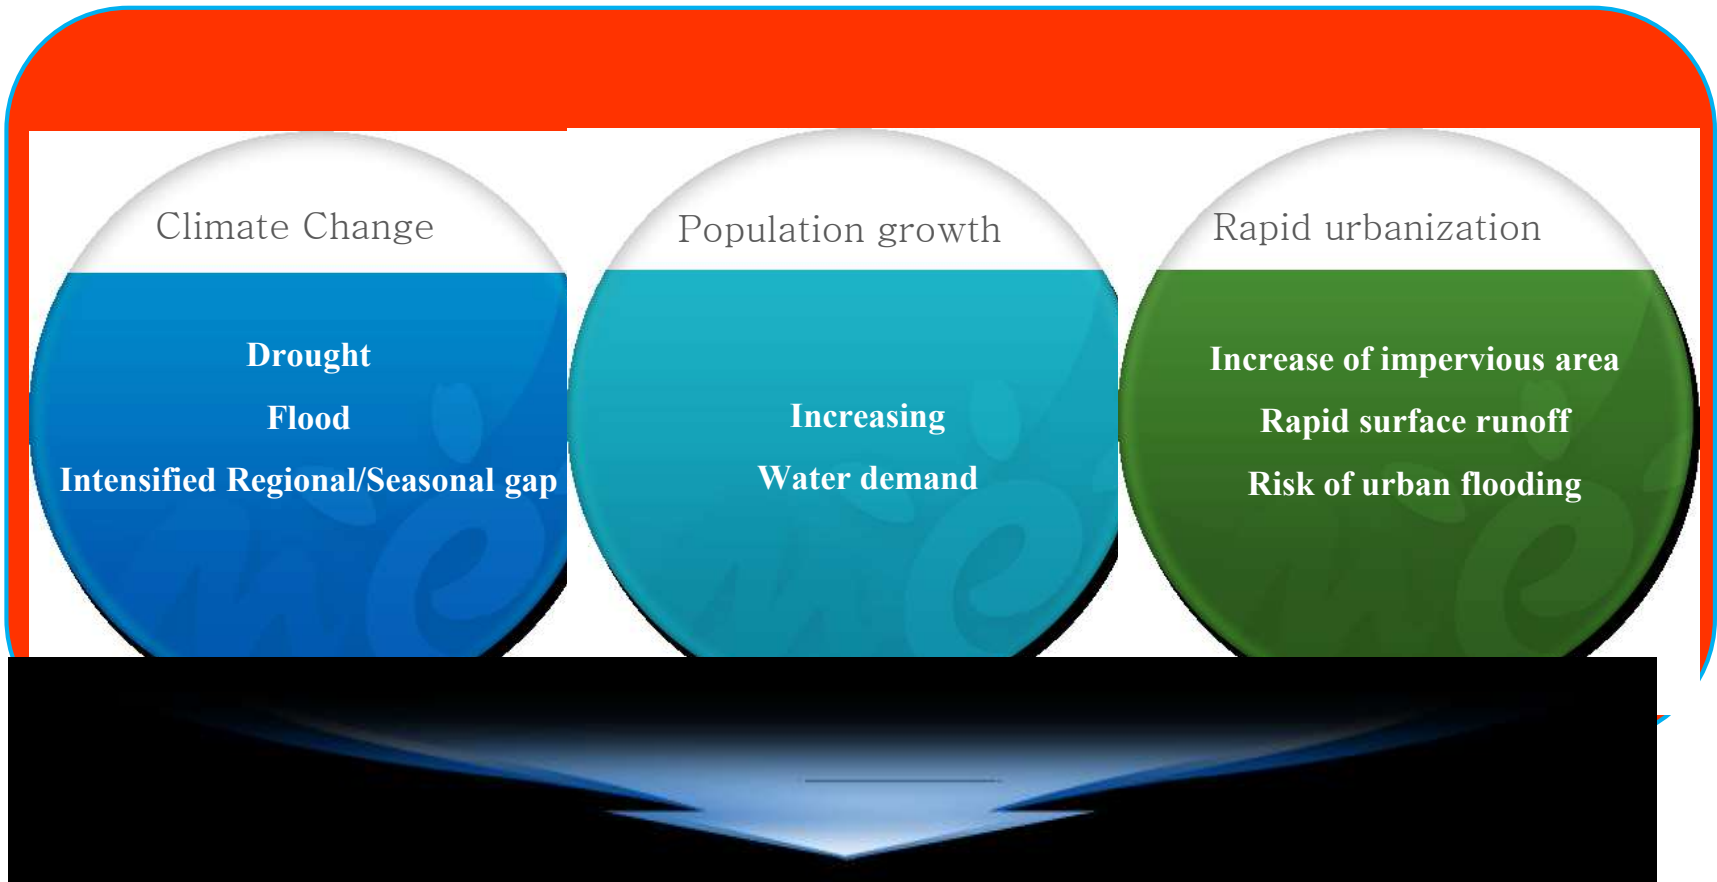 Climate Change
Drought
Flood
Intensified Regional/Seasonal gap
Population growth
Increasing
Water demand
Rapid urbanization
Increase of impervious area
Rapid surface runoff
Risk of urban flooding